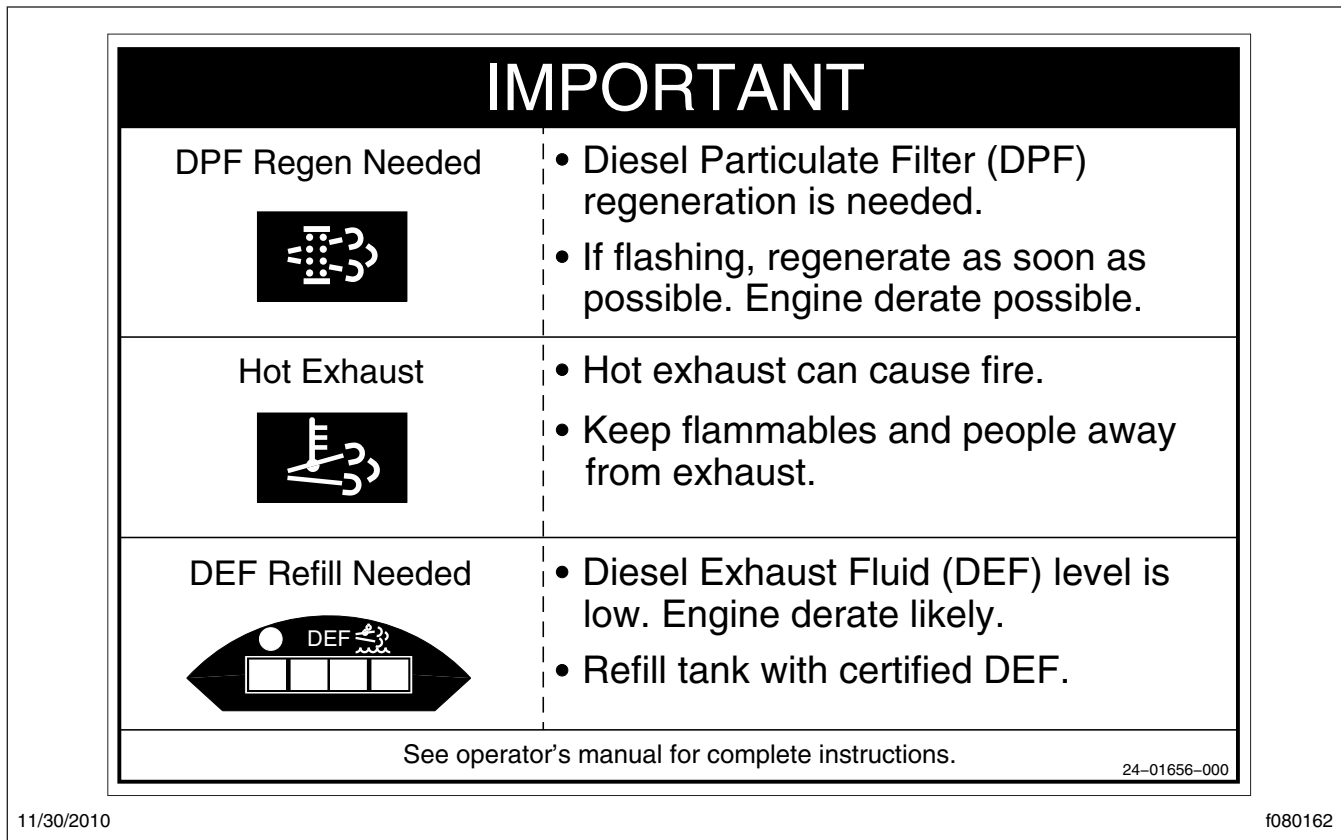 IMPORTANT
DPF Regen Needed
• Diesel Particulate Filter (DPF)
regeneration is needed.
• If flashing, regenerate as soon as
possible. Engine derate possible.
Hot Exhaust
• Hot exhaust can cause fire.
• Keep flammables and people away
from exhaust.
DEF Refill Needed
DEF
• Diesel Exhaust Fluid (DEF) level is
low. Engine derate likely.
• Refill tank with certified DEF.
See operator’s manual for complete instructions.
24–01656–000
11/30/2010
f080162